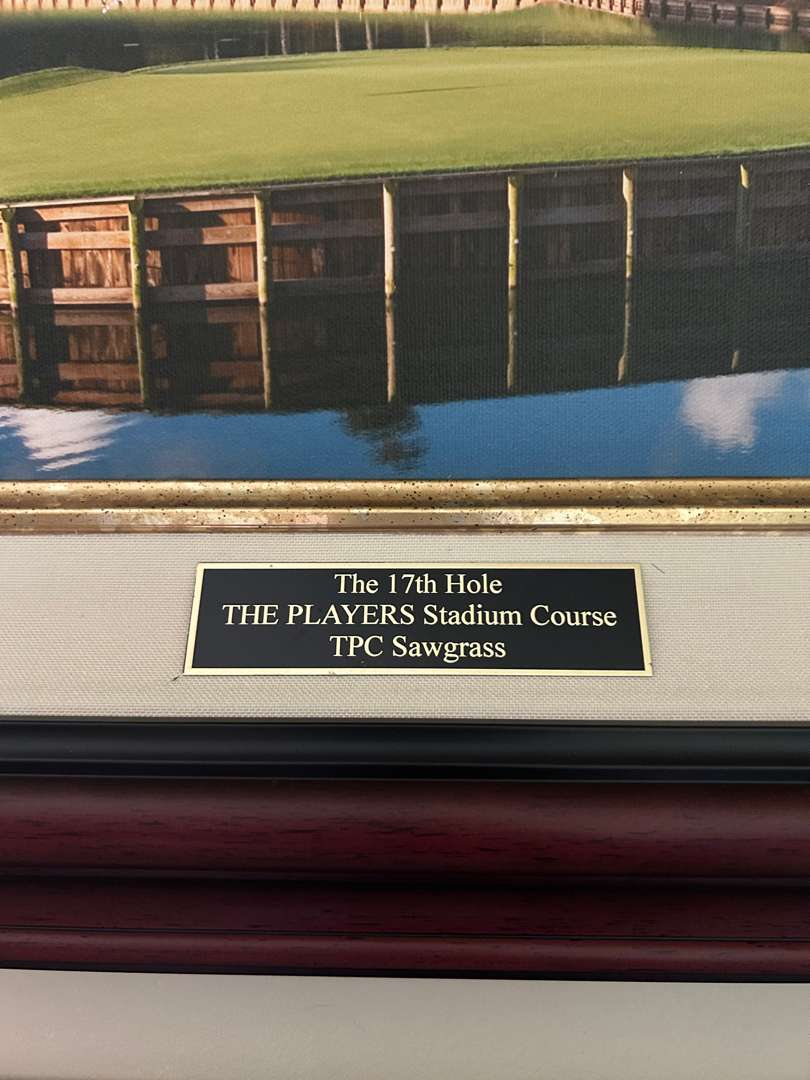 The 17th Hole
THE PLAYERS Stadium Course
TPC Sawgrass